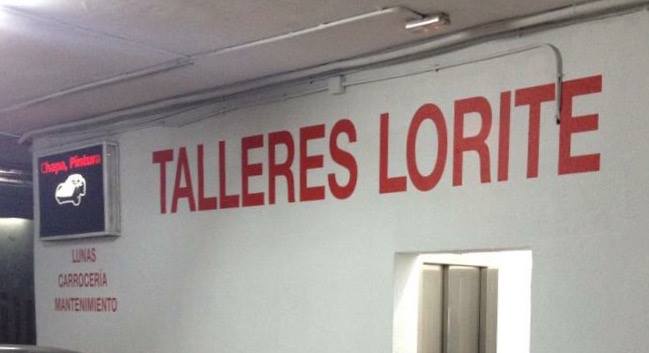 Chapa, Pintura
TALLERES LORITE
LUNAS
CARROCERÍA
MANTENIMIENTO